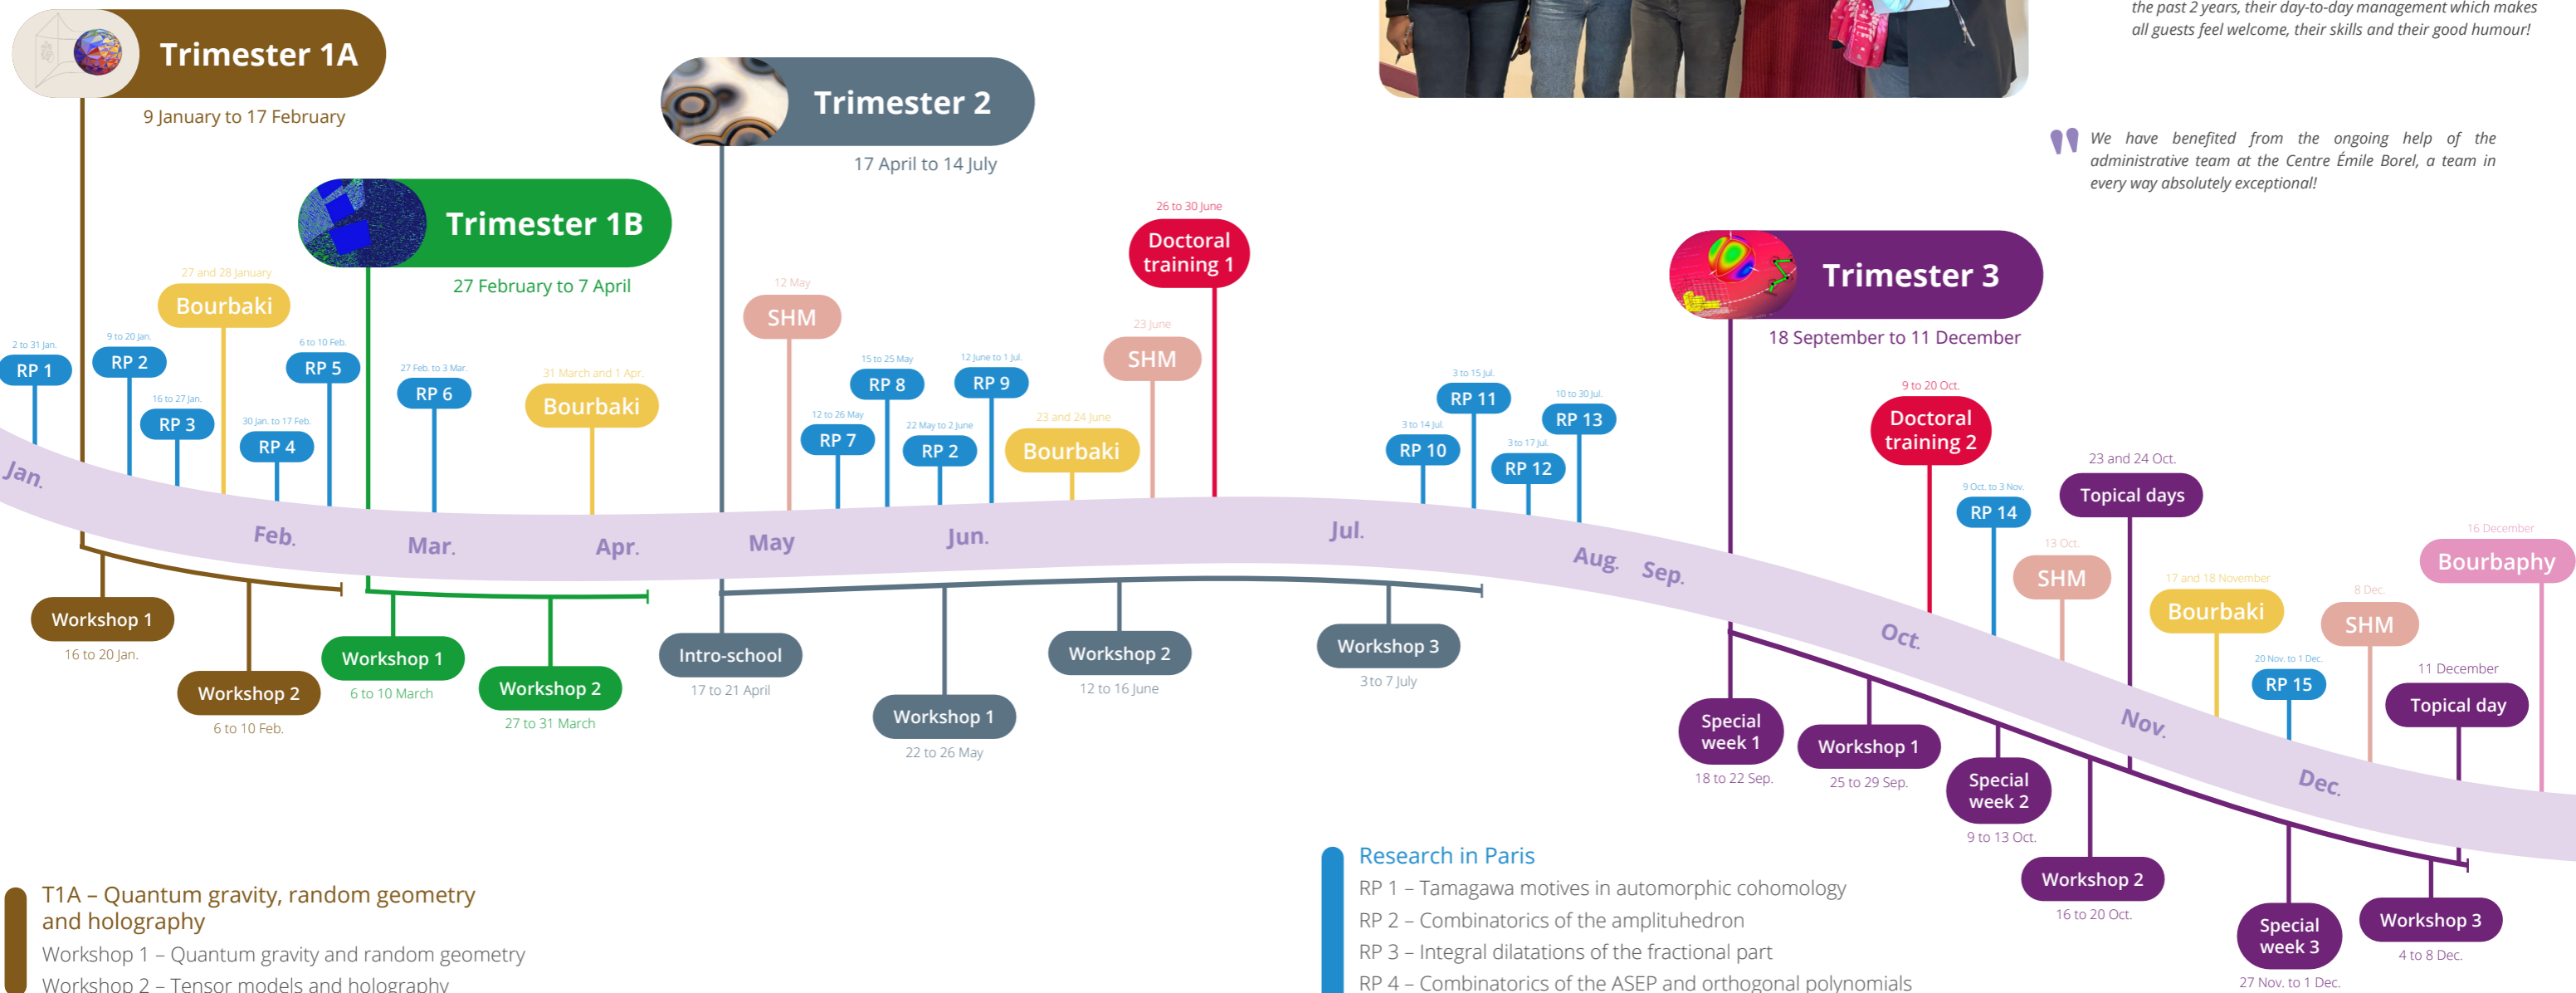 the past 2 years, their day-to-day management which makes
all guests feel welcome, their skills and their good humour!
"
We have benefited from the ongoing help of the
administrative team at the Centre Émile Borel, a team in
every way absolutely exceptional!
Trimester 1A
9 January to 17 February
Trimester 2
17 April to 14 July
Trimester 1B
27 February to 7 April
Trimester 3
18 September to 11 December
2 to 31 Jan.
RP 1
9 to 20 Jan.
RP 2
16 to 27 Jan.
RP 3
27 and 28 January
Bourbaki
30 Jan. to 17 Feb.
RP 4
6 to 10 Feb.
RP 5
27 Feb. to 3 Mar.
RP 6
31 March and 1 Apr.
Bourbaki
12 May
SHM
12 to 26 May
RP 7
15 to 25 May
RP 8
22 May to 2 June
RP 2
12 June to 1 Jul.
RP 9
23 and 24 June
Bourbaki
23 June
SHM
26 to 30 June
Doctoral
training 1
3 to 14 Jul.
RP 10
3 to 15 Jul.
RP 11
3 to 17 Jul.
RP 12
10 to 30 Jul.
RP 13
9 to 20 Oct.
Doctoral
training 2
9 Oct. to 3 Nov.
RP 14
13 Oct.
SHM
23 and 24 Oct.
Topical days
17 and 18 November
Bourbaki
20 Nov. to 1 Dec.
RP 15
8 Dec.
SHM
11 December
Topical day
16 December
Bourbaphy
Jan.
Feb.
Mar.
Apr.
May
Jun.
Jul.
Aug.
Sep.
Oct.
Nov.
Dec.
Workshop 1
16 to 20 Jan.
Workshop 2
6 to 10 Feb.
Workshop 1
6 to 10 March
Workshop 2
27 to 31 March
Intro-school
17 to 21 April
Workshop 1
22 to 26 May
Workshop 2
12 to 16 June
Workshop 3
3 to 7 July
Special
week 1
18 to 22 Sep.
Workshop 1
25 to 29 Sep.
Special
week 2
9 to 13 Oct.
Workshop 2
16 to 20 Oct.
Special
week 3
27 Nov. to 1 Dec.
Workshop 3
4 to 8 Dec.
T1A – Quantum gravity, random geometry
and holography
Workshop 1 – Quantum gravity and random geometry
Workshop 2 – Tensor models and holography
Research in Paris
RP 1 – Tamagawa motives in automorphic cohomology
RP 2 – Combinatorics of the amplituhedron
RP 3 – Integral dilatations of the fractional part
RP 4 – Combinatorics of the ASEP and orthogonal polynomials